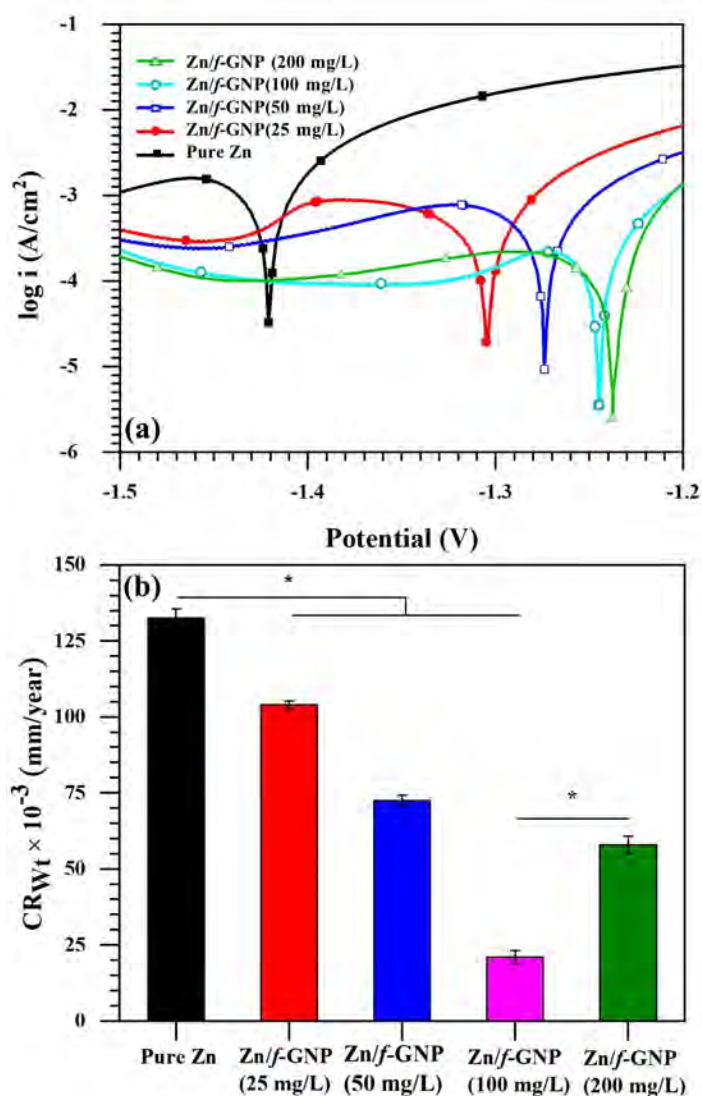 -1
-2
-3
-4
-5
-6
log i (A/cm²)
Zn/f-GNP (200 mg/L)
Zn/f-GNP(100 mg/L)
Zn/f-GNP(50 mg/L)
Zn/f-GNP(25 mg/L)
Pure Zn
(a)
-1.5 -1.4 -1.3 -1.2
Potential (V)
150
125
100
75
50
25
0
CRWt × 10⁻³ (mm/year)
(b)
*
*
Pure Zn Zn/f-GNP Zn/f-GNP Zn/f-GNP Zn/f-GNP
(25 mg/L) (50 mg/L) (100 mg/L) (200 mg/L)